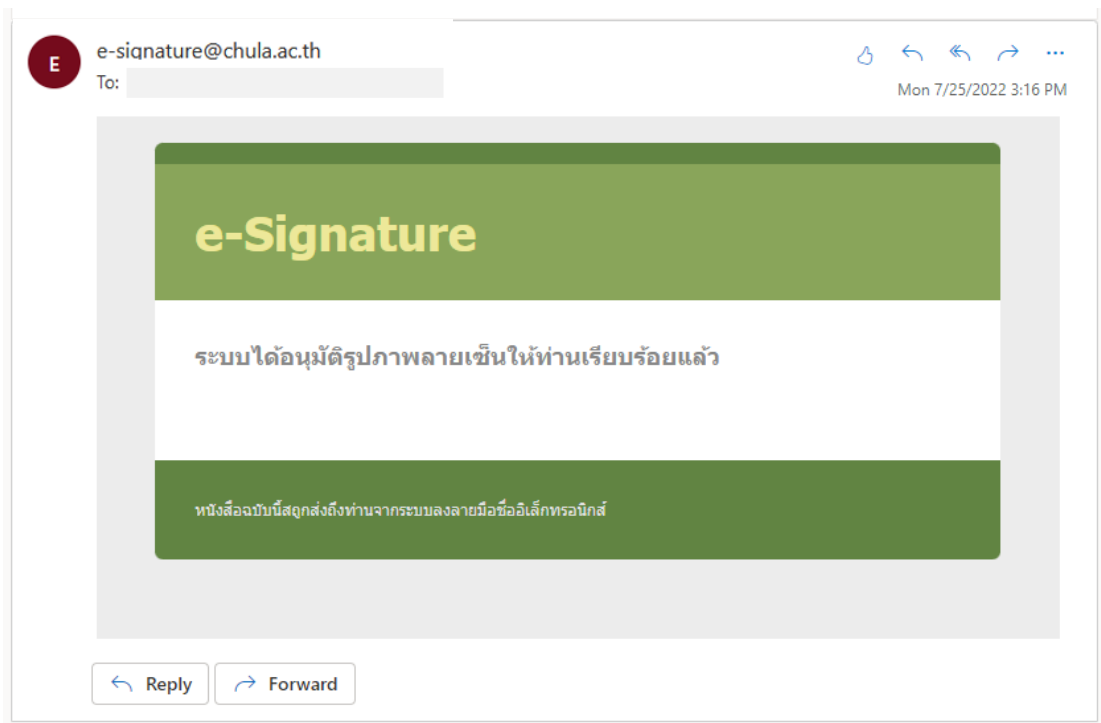 E
e-signature@chula.ac.th
To:
Mon 7/25/2022 3:16 PM
e-Signature
ระบบได้อนุมัติรูปภาพลายเซ็นให้ท่านเรียบร้อยแล้ว
หนังสือฉบับนี้สถูกส่งถึงท่านจากระบบลงลายมือชื่ออิเล็กทรอนิกส์
Reply
Forward